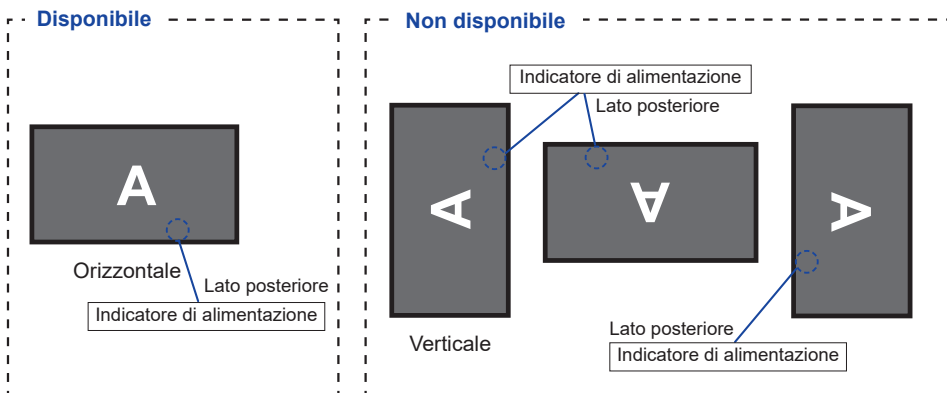 Disponibile
A
Orizzontale
Lato posteriore
Indicatore di alimentazione
Non disponibile
Indicatore di alimentazione
Lato posteriore
A
A
A
Verticale
Lato posteriore
Indicatore di alimentazione